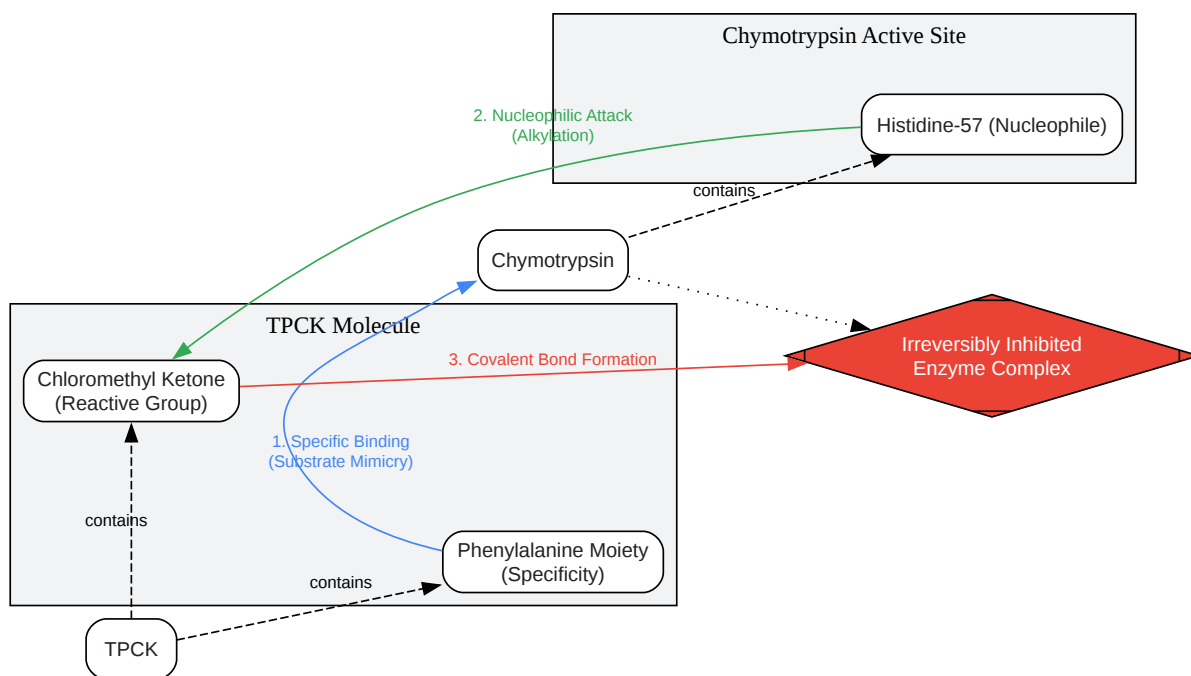 Chymotrypsin Active Site
2. Nucleophilic Attack
(Alkylation)
Histidine-57 (Nucleophile)
contains
Chymotrypsin
TPCK Molecule
Irreversibly Inhibited
Enzyme Complex
3. Covalent Bond Formation
Chloromethyl Ketone
(Reactive Group)
1. Specific Binding
(Substrate Mimicry)
contains
Phenylalanine Moiety
(Specificity)
contains
TPCK